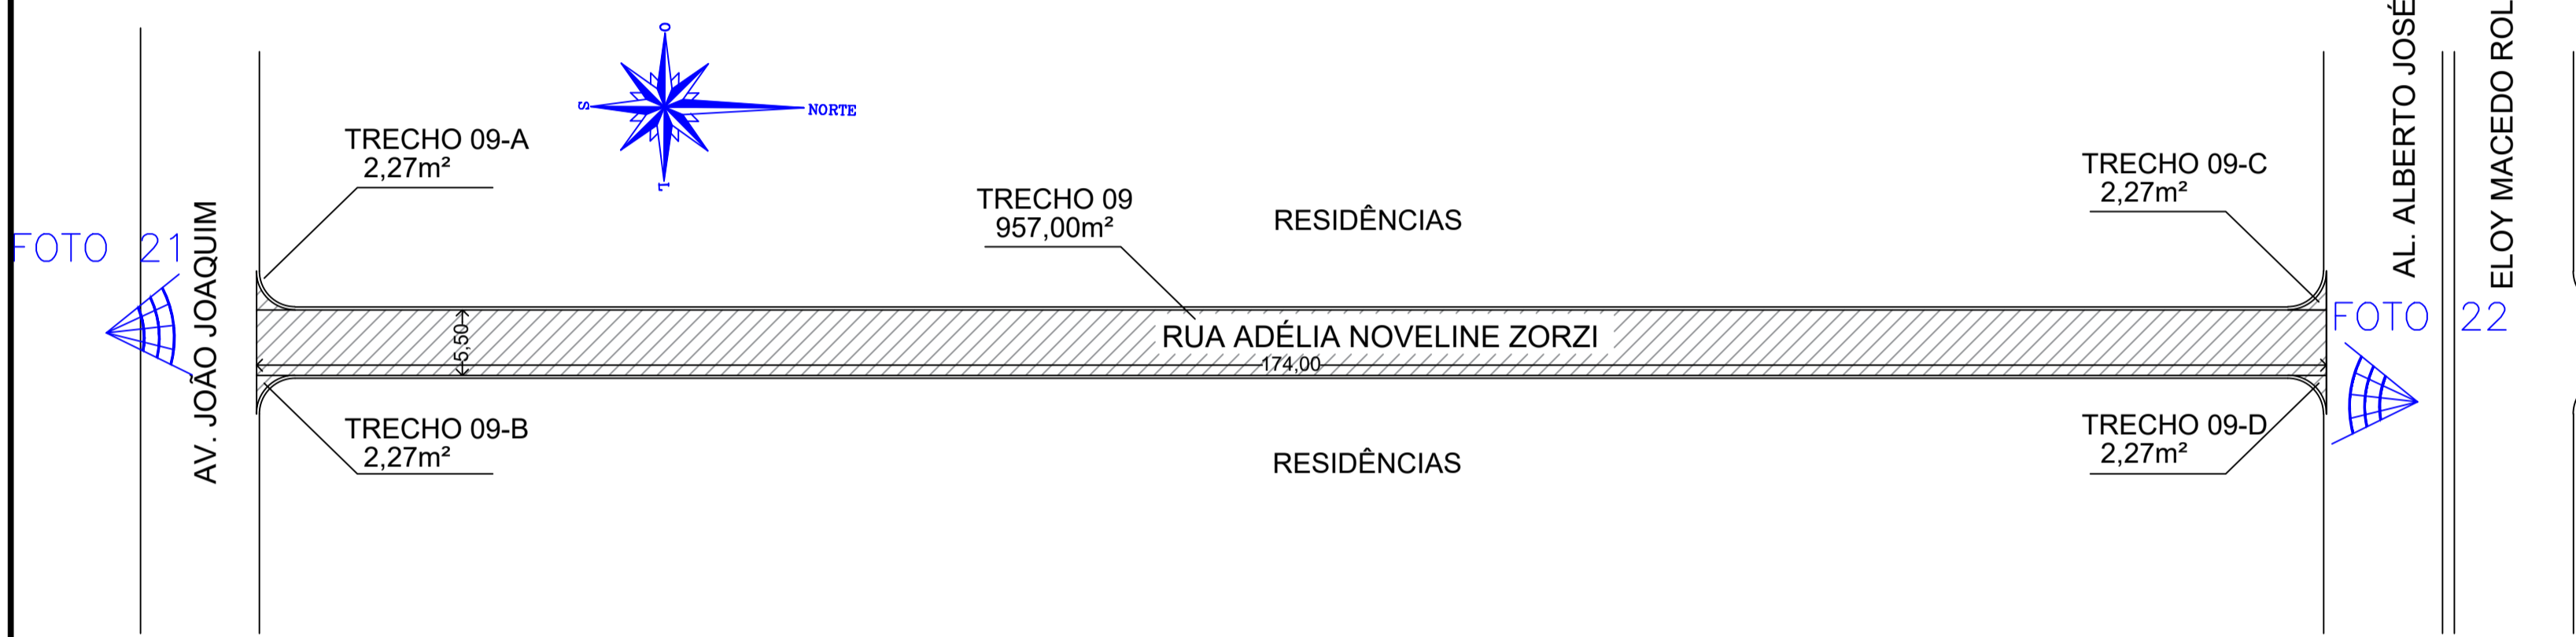 O
S
NORTE
L
TRECHO 09-A
2,27m²
FOTO 21
AV. JOÃO JOAQUIM
TRECHO 09
957,00m²
RESIDÊNCIAS
TRECHO 09-C
2,27m²
AL. ALBERTO JOSÉ
ELOY MACEDO ROL
FOTO 22
5,50
RUA ADÉLIA NOVELINE ZORZI
174,00
TRECHO 09-B
2,27m²
RESIDÊNCIAS
TRECHO 09-D
2,27m²